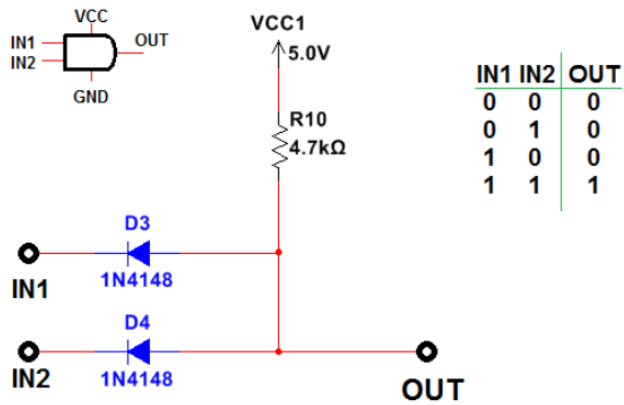 VCC
IN1
IN2
OUT
GND
VCC1
5.0V
R10
4.7kΩ
IN1 IN2 OUT
0 0 0
0 1 0
1 0 0
1 1 1
D3
1N4148
IN1
D4
1N4148
IN2
OUT